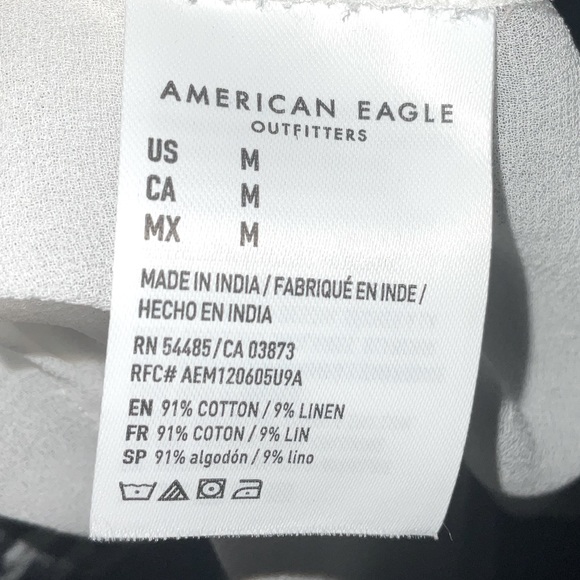 AMERICAN EAGLE
OUTFITTERS
US M
CA M
MX M
MADE IN INDIA / FABRIQUÉ EN INDE /
HECHO EN INDIA
RN 54485/CA 03873
RFC# AEM120605U9A
EN 91% COTTON / 9% LINEN
FR 91% COTON / 9% LIN
SP 91% algodón / 9% lino